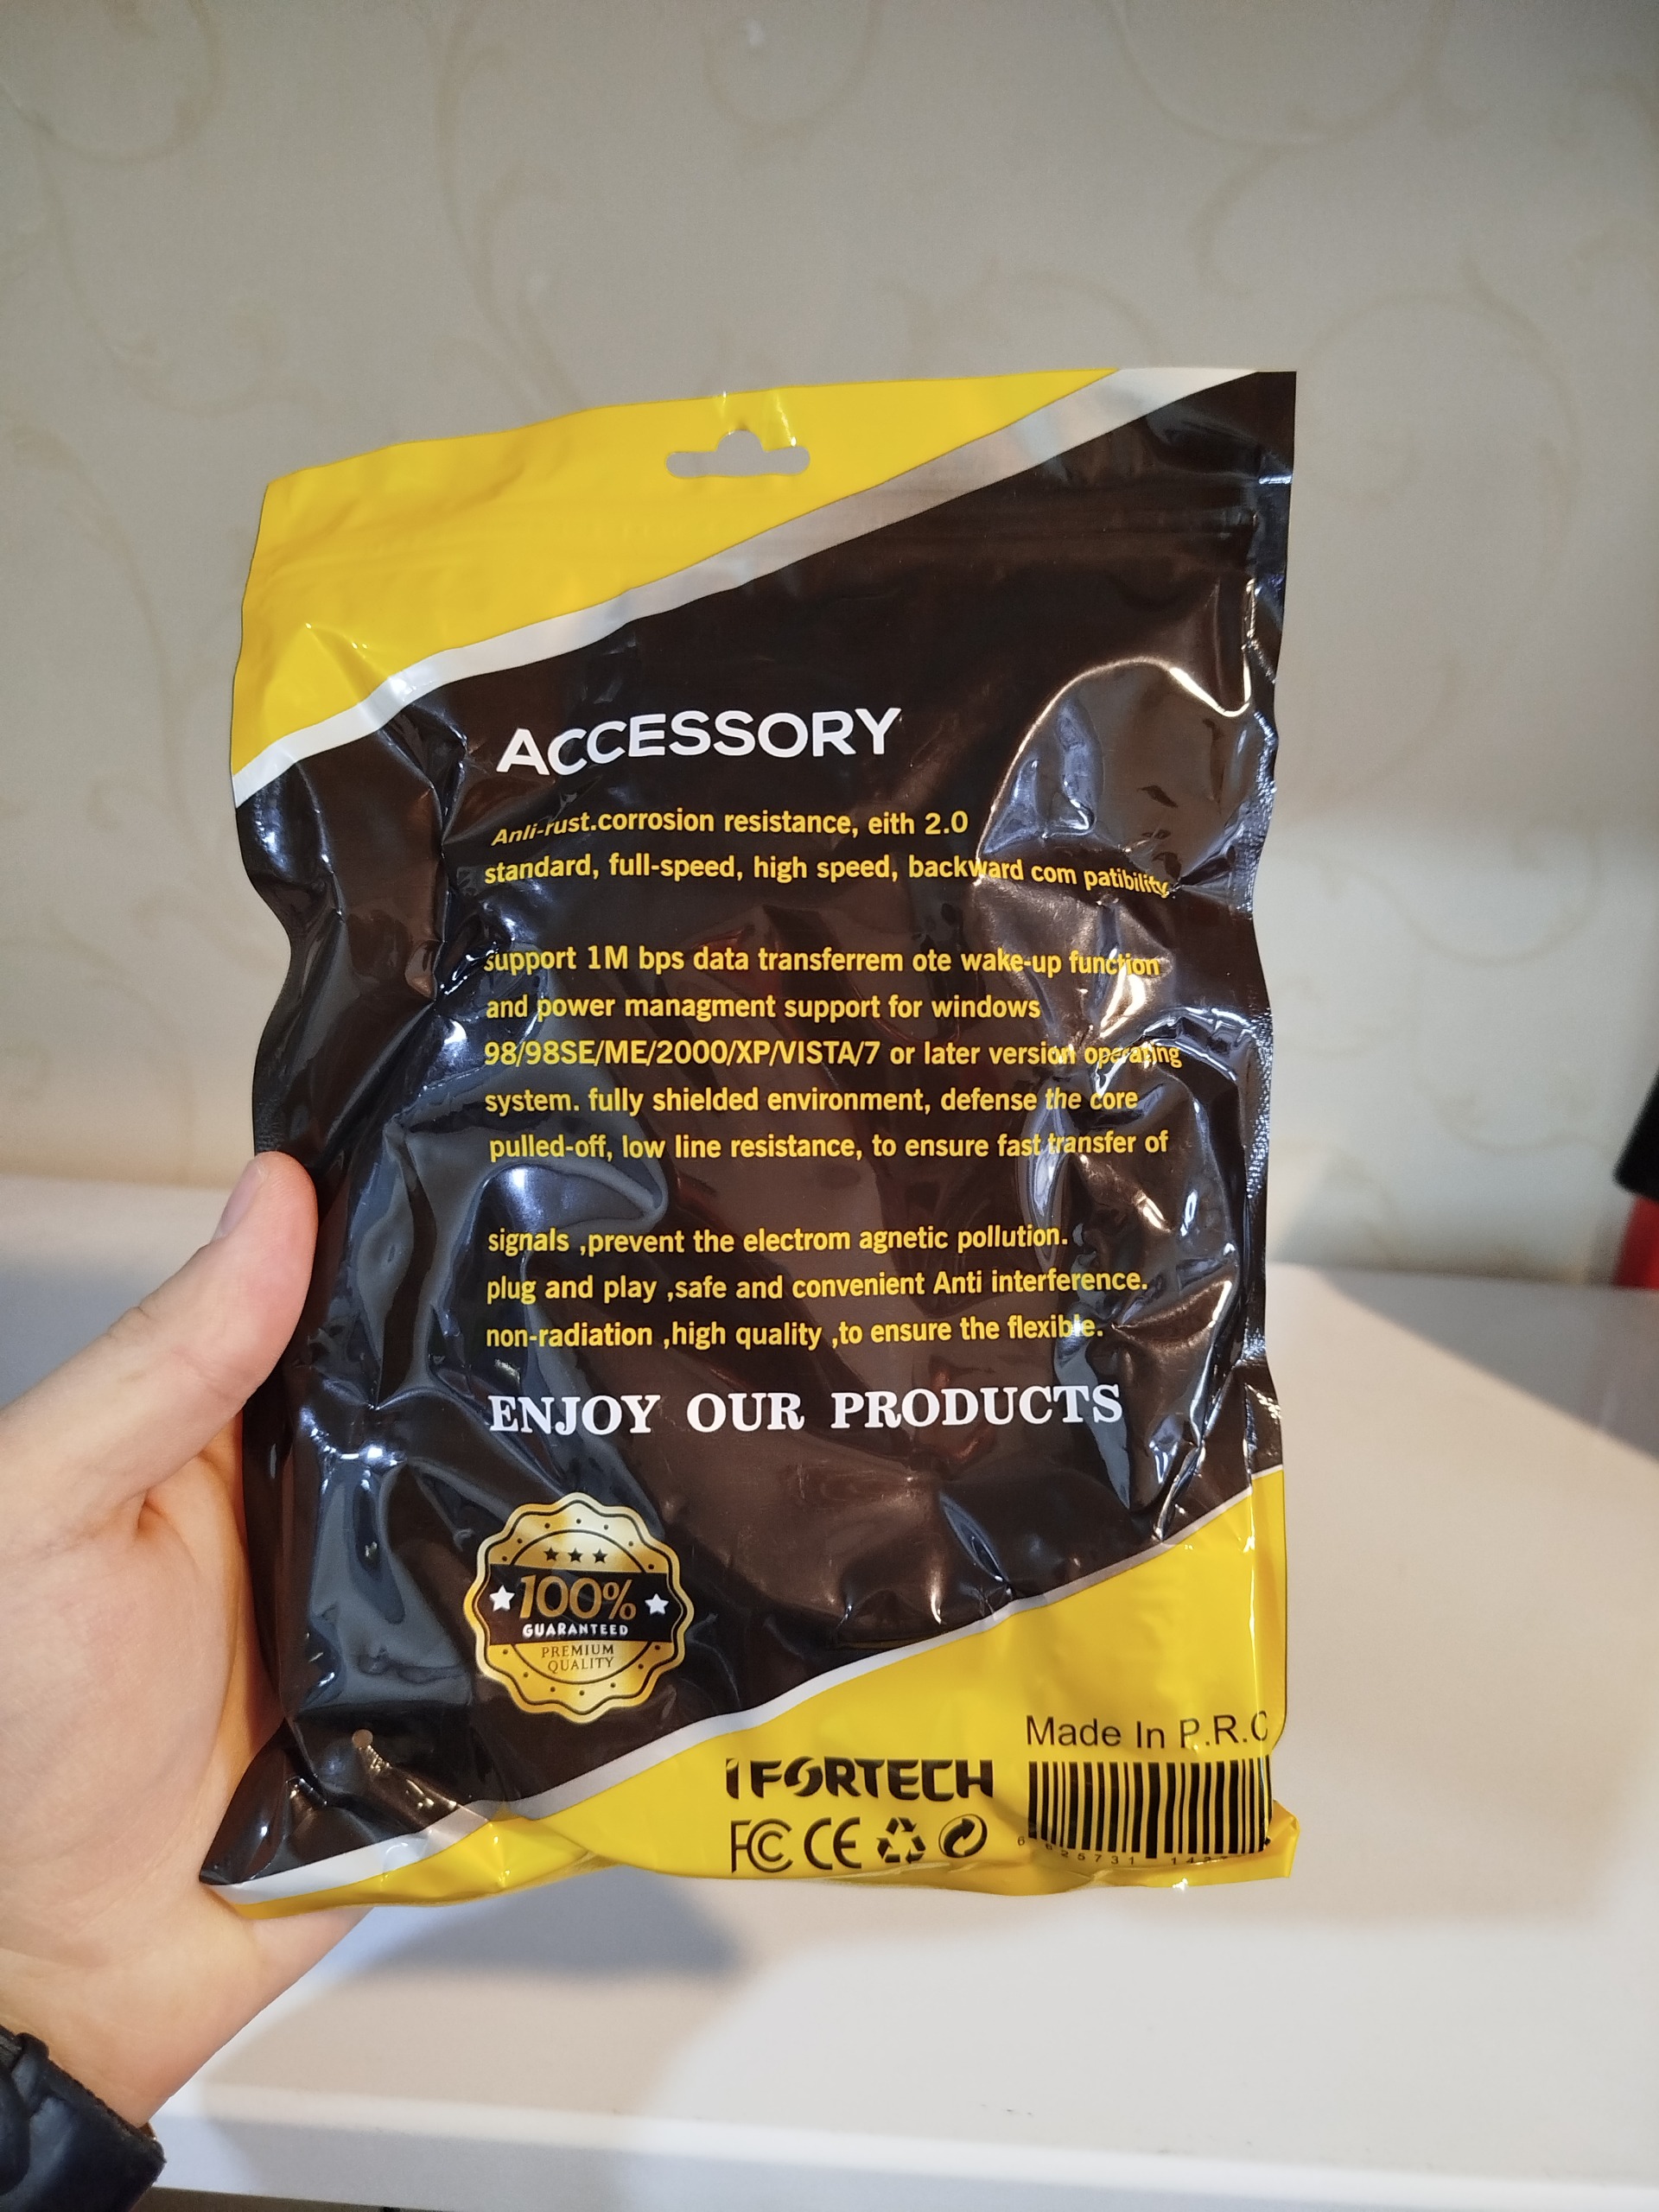 ACCESSORY
Anli-rust.corrosion resistance, eith 2.0
standard, full-speed, high speed, backward com patibility
support 1M bps data transferrem ote wake-up function
and power managment support for windows
98/98SE/ME/2000/XP/VISTA/7 or later version operating
system. fully shielded environment, defense the core
pulled-off, low line resistance, to ensure fast transfer of
signals ,prevent the electrom agnetic pollution.
plug and play ,safe and convenient Anti interference.
non-radiation ,high quality ,to ensure the flexible.
ENJOY OUR PRODUCTS
100%
GUARANTEED
PREMIUM
QUALITY
Made In P.R.C
FORTECH
FC CE
6 625731